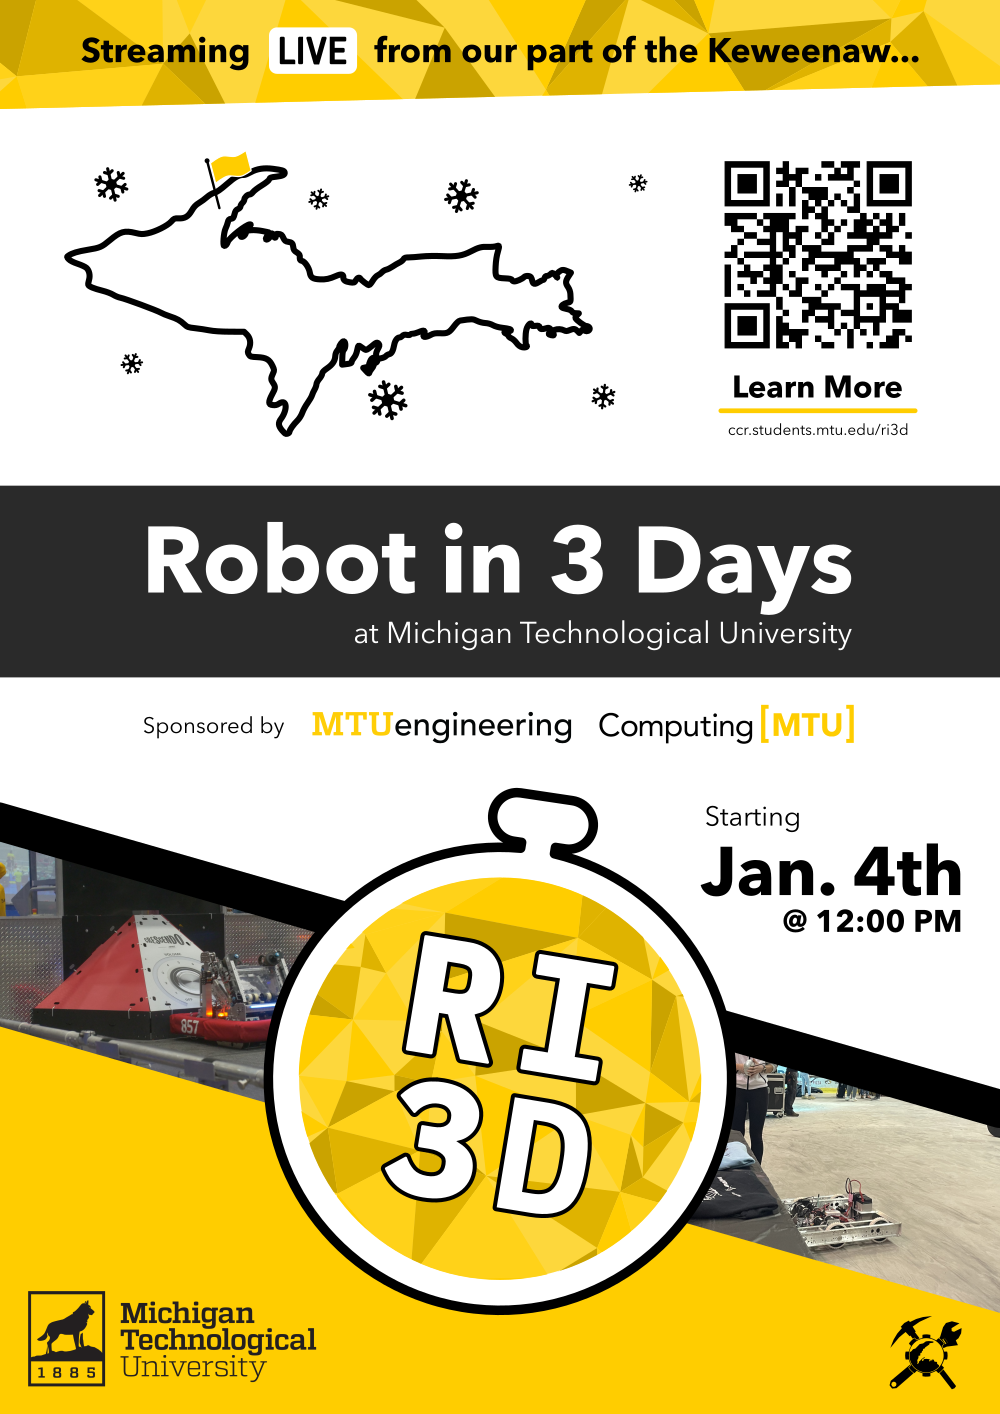 Streaming LIVE from our part of the Keweenaw...
Learn More
ccr.students.mtu.edu/ri3d
Robot in 3 Days
at Michigan Technological University
Sponsored by MTUengineering Computing [MTU]
Starting
Jan. 4th
@ 12:00 PM
CRESCENDO
857
RI
3D
Michigan
Technological
University
1885